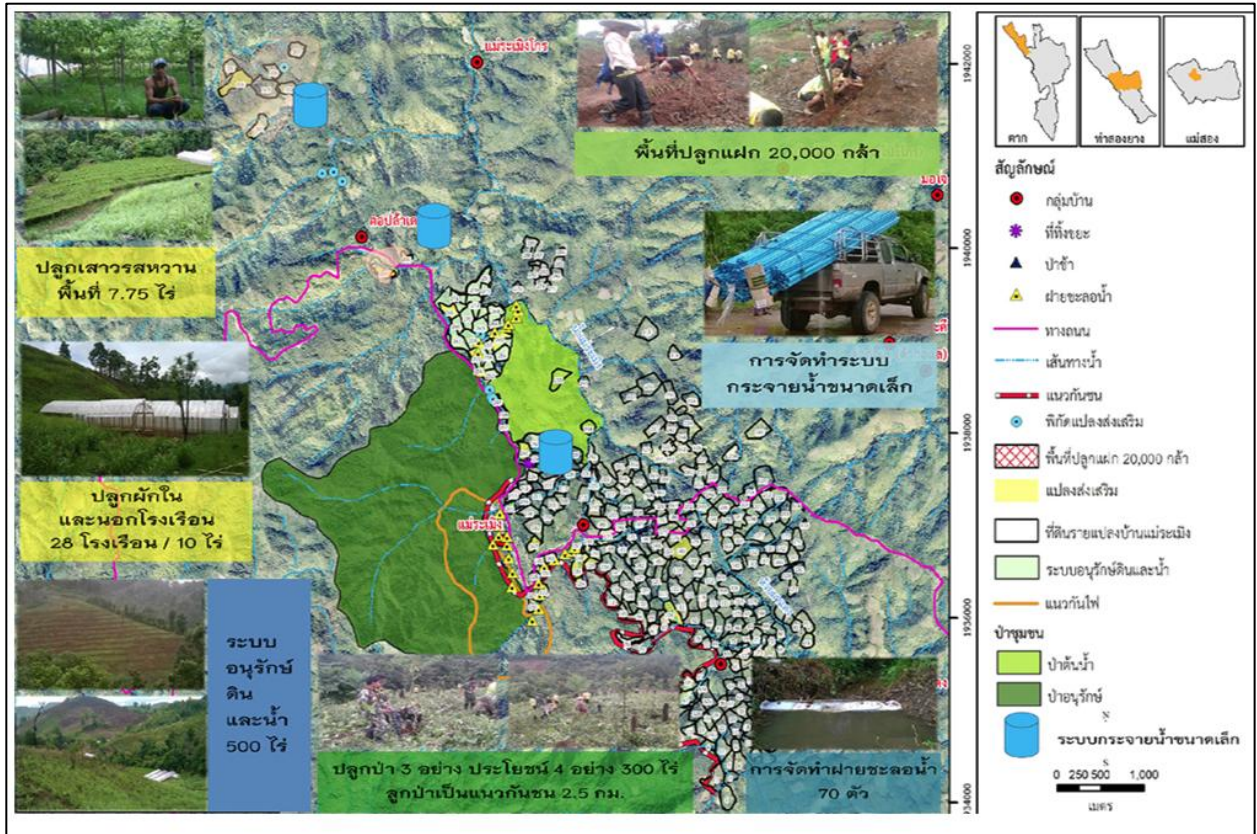 แม่ระเมิงโกร
พื้นที่ปลูกแฝก 20,000 กล้า
ปลูกเสาวรสหวาน
พื้นที่ 7.75 ไร่
การจัดทำระบบ
กระจายน้ำขนาดเล็ก
ปลูกผักใน
และนอกโรงเรือน
28 โรงเรือน / 10 ไร่
แม่ระเมิง
ระบบ
อนุรักษ์
ดิน
และน้ำ
500 ไร่
ปลูกป่า 3 อย่าง ประโยชน์ 4 อย่าง 300 ไร่
ลูกป่าเป็นแนวกันชน 2.5 กม.
การจัดทำฝายชะลอน้ำ
70 ตัว
1942000
1940000
1938000
1936000
1934000
ตาก
ท่าสองยาง
แม่สอง
สัญลักษณ์
กลุ่มบ้าน
ที่ทิ้งขยะ
ป่าช้า
ฝายชะลอน้ำ
ทางถนน
เส้นทางน้ำ
แนวกันชน
พิกัดแปลงส่งเสริม
พื้นที่ปลูกแฝก 20,000 กล้า
แปลงส่งเสริม
ที่ดินรายแปลงบ้านแม่ระเมิง
ระบบอนุรักษ์ดินและน้ำ
แนวกันไฟ
ป่าชุมชน
ป่าต้นน้ำ
ป่าอนุรักษ์
ระบบกระจายน้ำขนาดเล็ก
0 250 500 1,000
เมตร